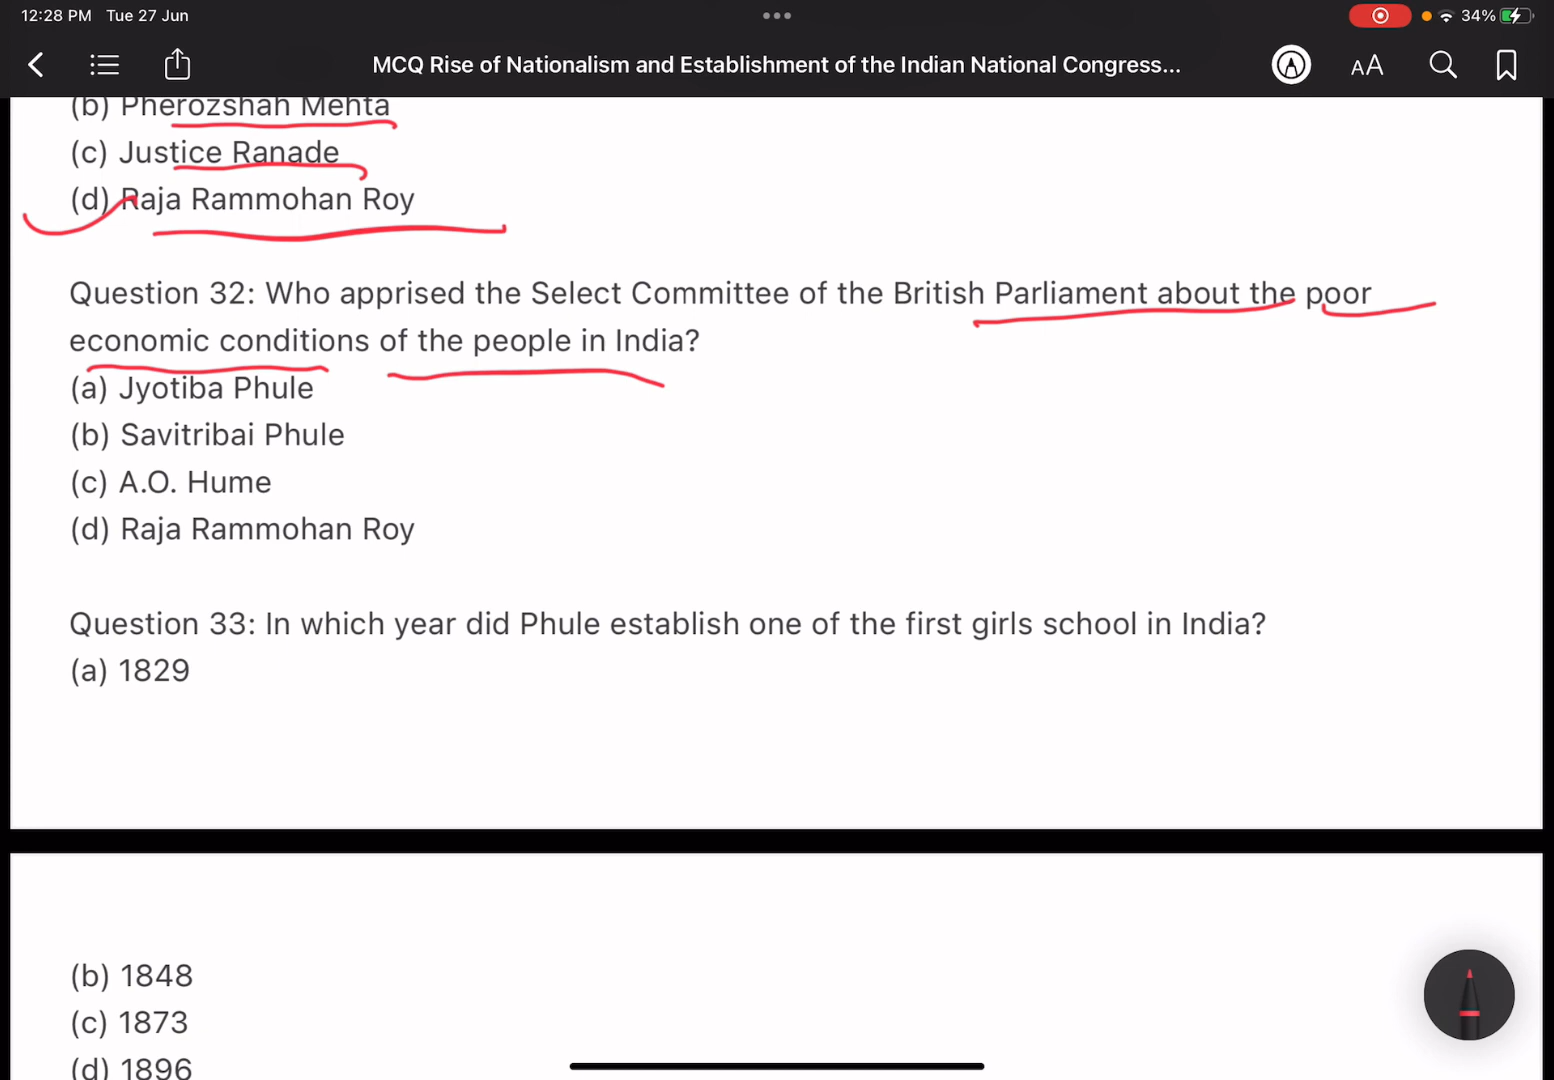 12:28 PM Tue 27 Jun
34%
MCQ Rise of Nationalism and Establishment of the Indian National Congress...
AA
(b) Pherozshah Mehta
(c) Justice Ranade
(d) Raja Rammohan Roy
Question 32: Who apprised the Select Committee of the British Parliament about the poor
economic conditions of the people in India?
(a) Jyotiba Phule
(b) Savitribai Phule
(c) A.O. Hume
(d) Raja Rammohan Roy
Question 33: In which year did Phule establish one of the first girls school in India?
(a) 1829
(b) 1848
(c) 1873
(d) 1896